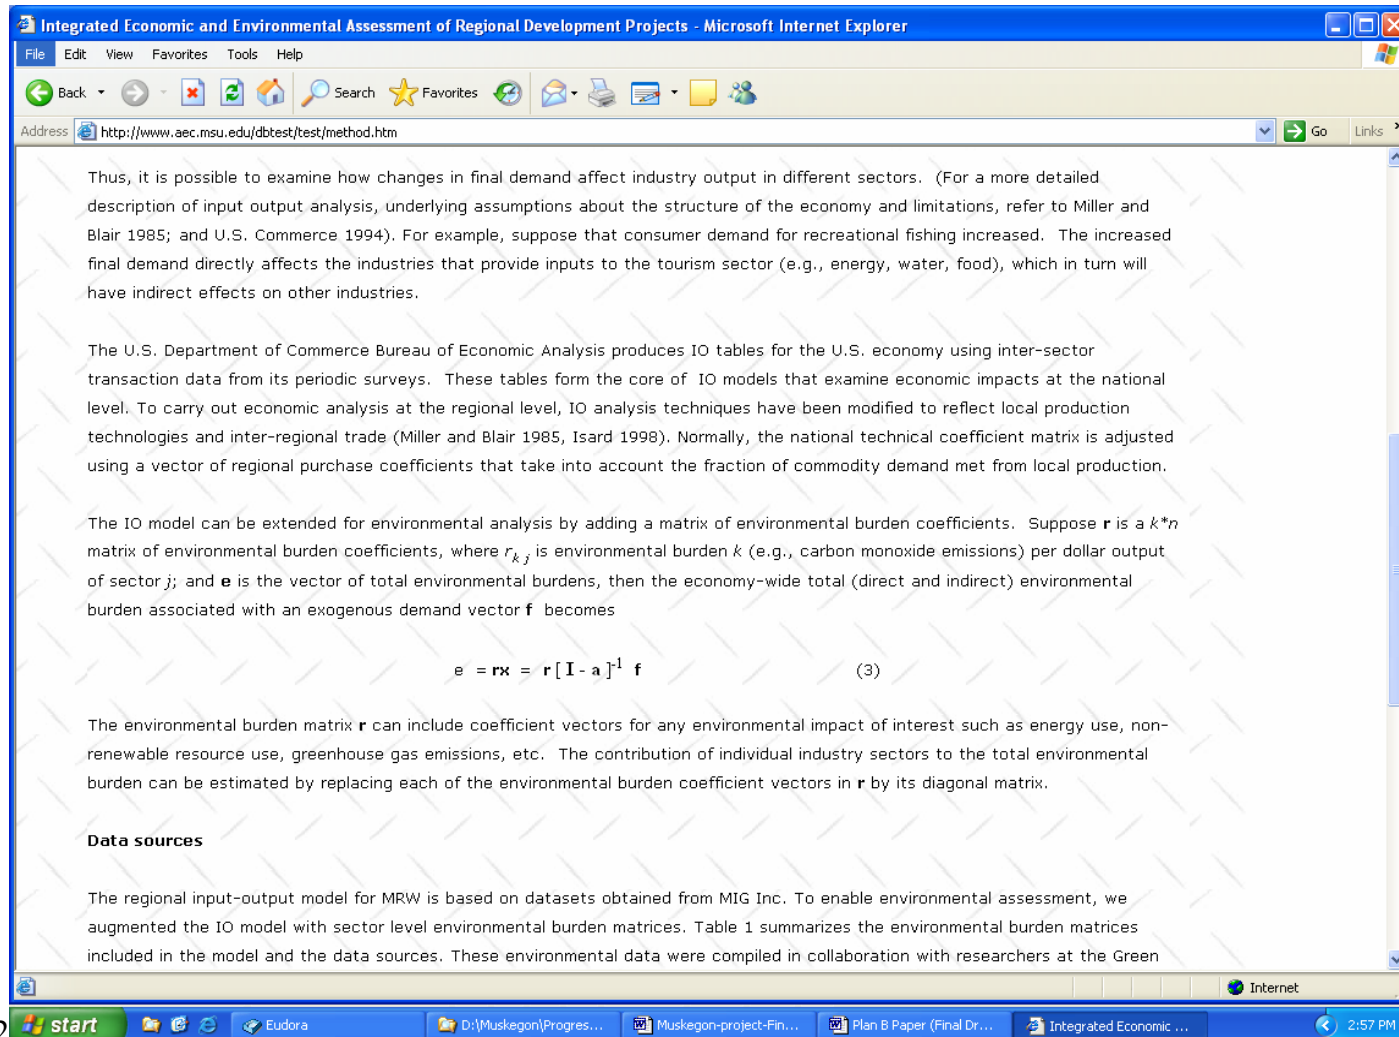 Integrated Economic and Environmental Assessment of Regional Development Projects - Microsoft Internet Explorer
File Edit View Favorites Tools Help
Back Search Favorites
Address http://www.aec.msu.edu/dbtest/test/method.htm Go Links
Thus, it is possible to examine how changes in final demand affect industry output in different sectors. (For a more detailed
description of input output analysis, underlying assumptions about the structure of the economy and limitations, refer to Miller and
Blair 1985; and U.S. Commerce 1994). For example, suppose that consumer demand for recreational fishing increased. The increased
final demand directly affects the industries that provide inputs to the tourism sector (e.g., energy, water, food), which in turn will
have indirect effects on other industries.
The U.S. Department of Commerce Bureau of Economic Analysis produces IO tables for the U.S. economy using inter-sector
transaction data from its periodic surveys. These tables form the core of IO models that examine economic impacts at the national
level. To carry out economic analysis at the regional level, IO analysis techniques have been modified to reflect local production
technologies and inter-regional trade (Miller and Blair 1985, Isard 1998). Normally, the national technical coefficient matrix is adjusted
using a vector of regional purchase coefficients that take into account the fraction of commodity demand met from local production.
The IO model can be extended for environmental analysis by adding a matrix of environmental burden coefficients. Suppose r is a k*n
matrix of environmental burden coefficients, where r k j is environmental burden k (e.g., carbon monoxide emissions) per dollar output
of sector j; and e is the vector of total environmental burdens, then the economy-wide total (direct and indirect) environmental
burden associated with an exogenous demand vector f becomes
e = rx = r [ I - a ]-1 f (3)
The environmental burden matrix r can include coefficient vectors for any environmental impact of interest such as energy use, non-
renewable resource use, greenhouse gas emissions, etc. The contribution of individual industry sectors to the total environmental
burden can be estimated by replacing each of the environmental burden coefficient vectors in r by its diagonal matrix.
Data sources
The regional input-output model for MRW is based on datasets obtained from MIG Inc. To enable environmental assessment, we
augmented the IO model with sector level environmental burden matrices. Table 1 summarizes the environmental burden matrices
included in the model and the data sources. These environmental data were compiled in collaboration with researchers at the Green
Internet
start Eudora D:\Muskegon\Progres... Muskegon-project-Fin... Plan B Paper (Final Dr... Integrated Economic ... 2:57 PM